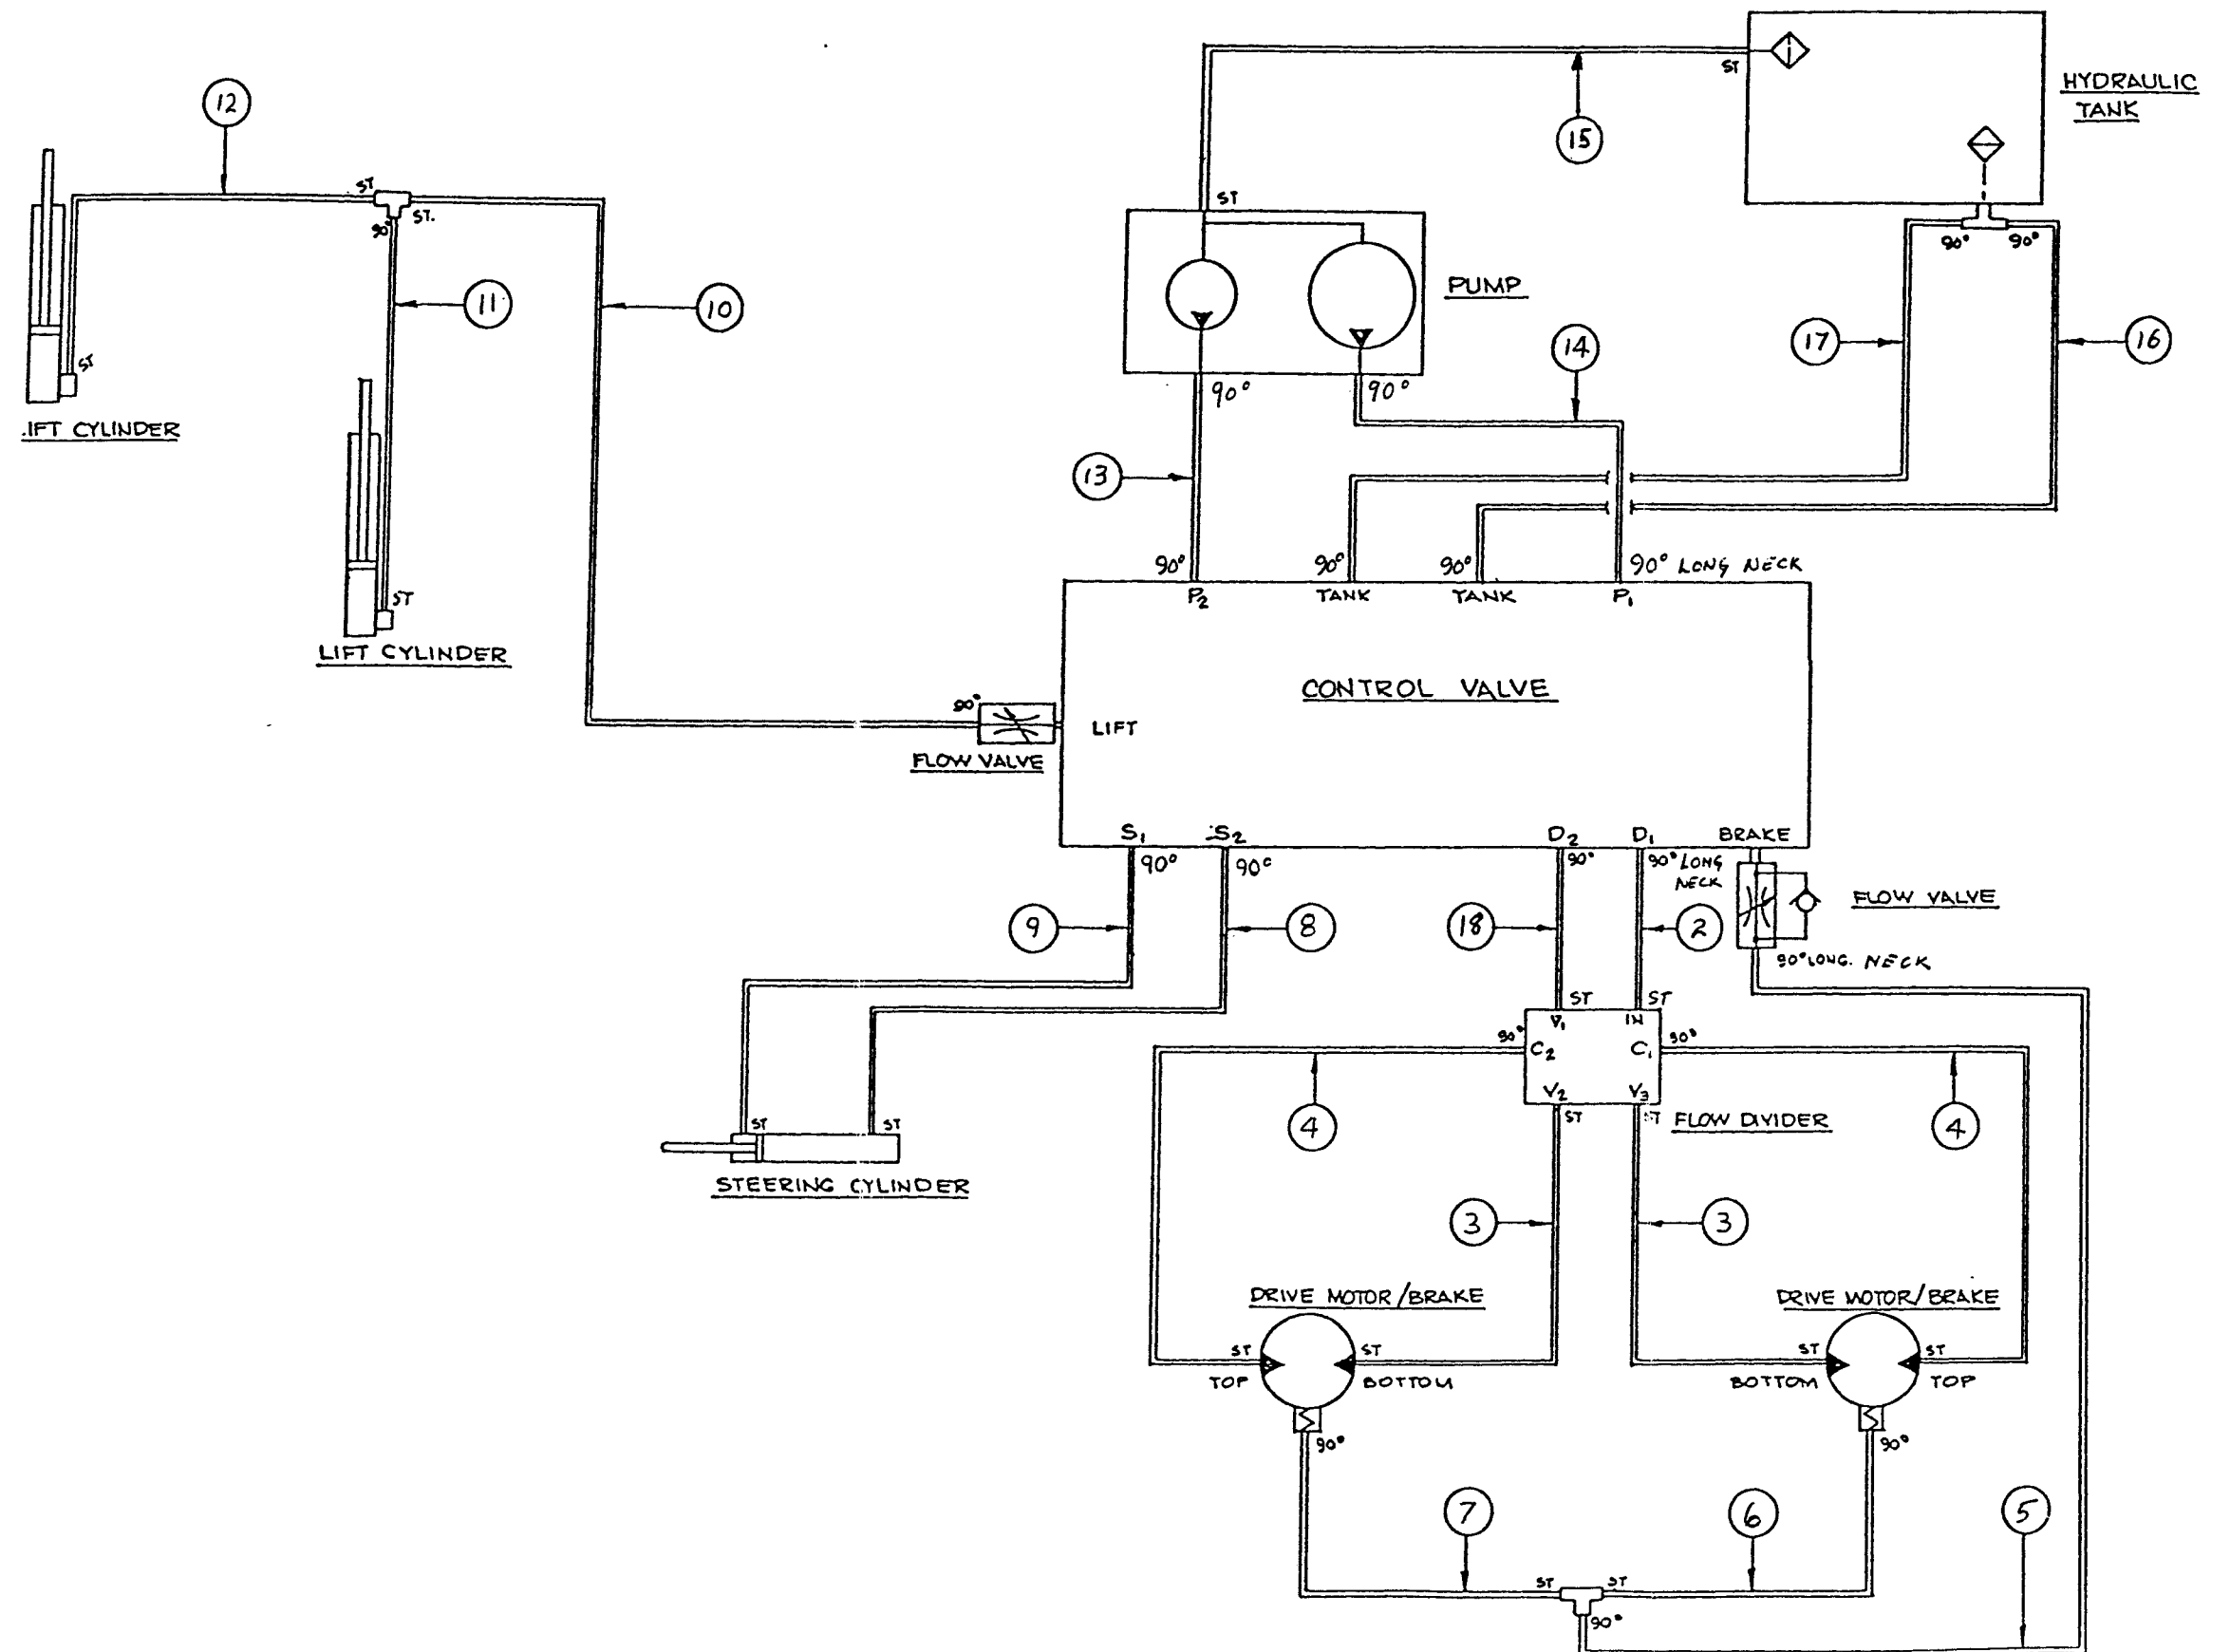 HYDRAULIC
TANK
ST
15
12
ST
ST.
90°
ST
PUMP
90° 90°
11
10
14
17
16
ST
.IFT CYLINDER
90° 90°
13
90° 90° 90° 90° LONG NECK
P2 TANK TANK P1
ST
LIFT CYLINDER
CONTROL VALVE
90°
LIFT
FLOW VALVE
S1 S2 D2 D1 BRAKE
90° 90° 90° 90° LONG
NECK
FLOW VALVE
9
8
18
2
90° LONG. NECK
ST ST
V1 IN
90° C2 C1 90°
V2 V3
ST ST
FLOW DIVIDER
4
4
ST ST
STEERING CYLINDER
3
3
DRIVE MOTOR/BRAKE
DRIVE MOTOR/BRAKE
ST ST ST ST
TOP BOTTOM BOTTOM TOP
90° 90°
7
6
5
ST ST
90°